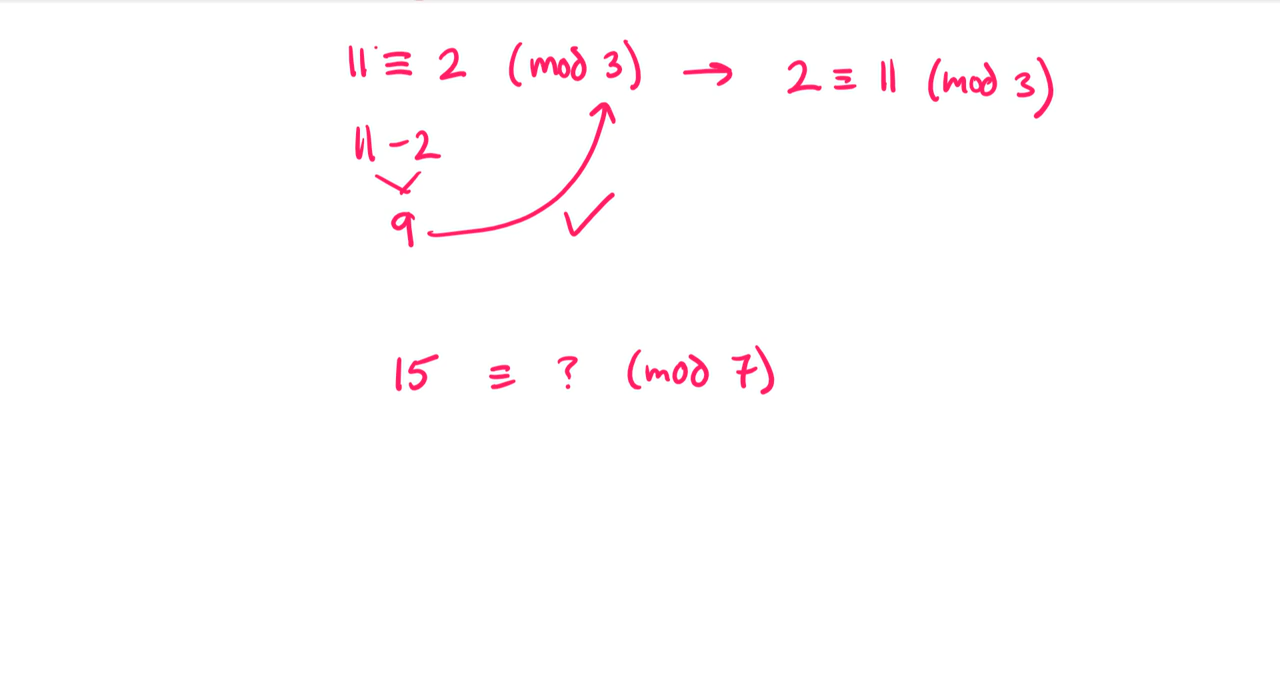 11 ≡ 2 (mod 3) → 2 ≡ 11 (mod 3)
11 - 2
9
15 ≡ ? (mod 7)